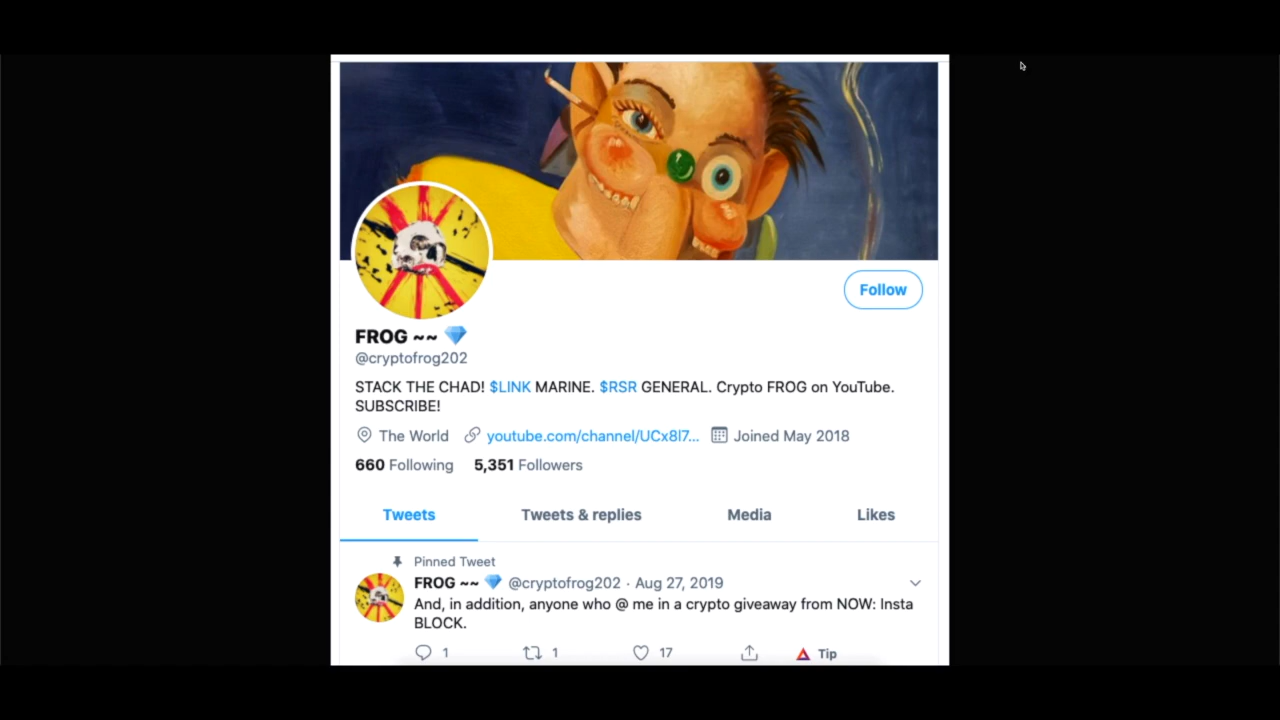 Follow
FROG ~~ 💎
@cryptofrog202
STACK THE CHAD! $LINK MARINE. $RSR GENERAL. Crypto FROG on YouTube.
SUBSCRIBE!
The World youtube.com/channel/UCx8l7... Joined May 2018
660 Following 5,351 Followers
Tweets Tweets & replies Media Likes
Pinned Tweet
FROG ~~ 💎 @cryptofrog202 · Aug 27, 2019
And, in addition, anyone who @ me in a crypto giveaway from NOW: Insta
BLOCK.
1 1 17 Tip